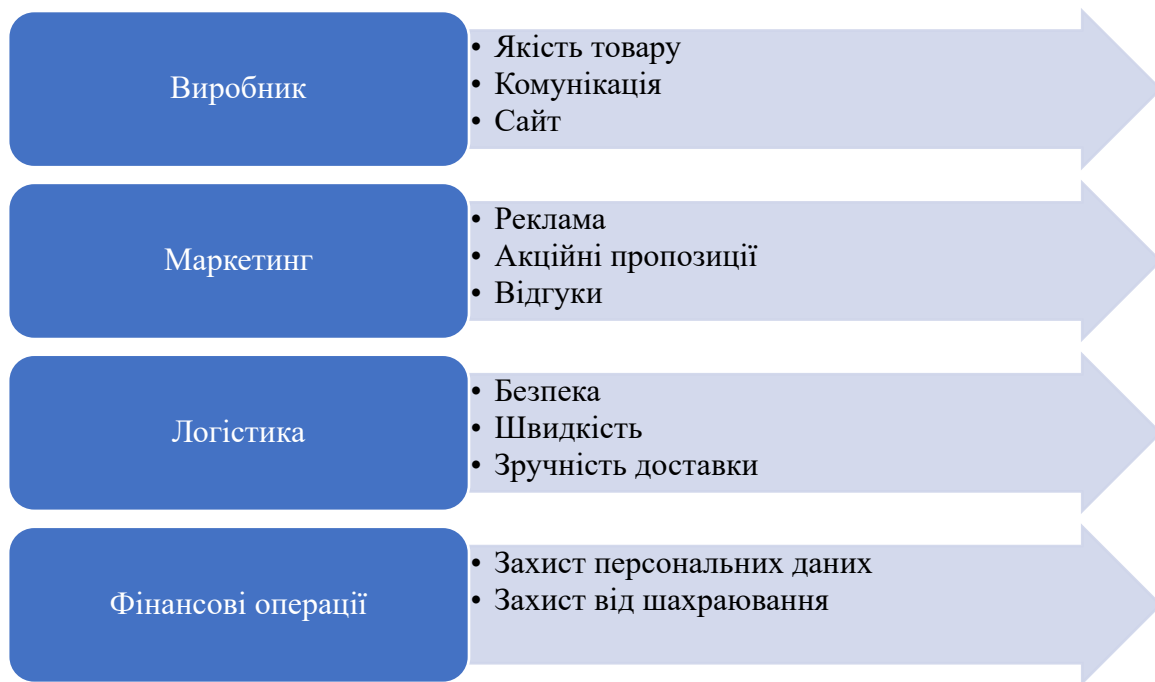 Виробник
• Якість товару
• Комунікація
• Сайт
Маркетинг
• Реклама
• Акційні пропозиції
• Відгуки
Логістика
• Безпека
• Швидкість
• Зручність доставки
Фінансові операції
• Захист персональних даних
• Захист від шахраювання